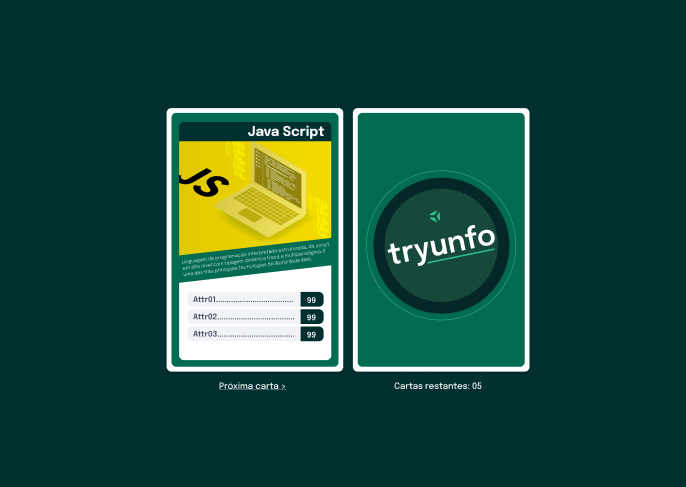 Java Script
JS
Linguagem de programação interpretada estruturada, de script
em alto nível com tipagem dinâmica fraca e multiparadigma. É
uma das três principais tecnologias da World Wide Web.
Attr01................................. 99
Attr02................................. 99
Attr03................................. 99
Próxima carta >
tryunfo
Cartas restantes: 05